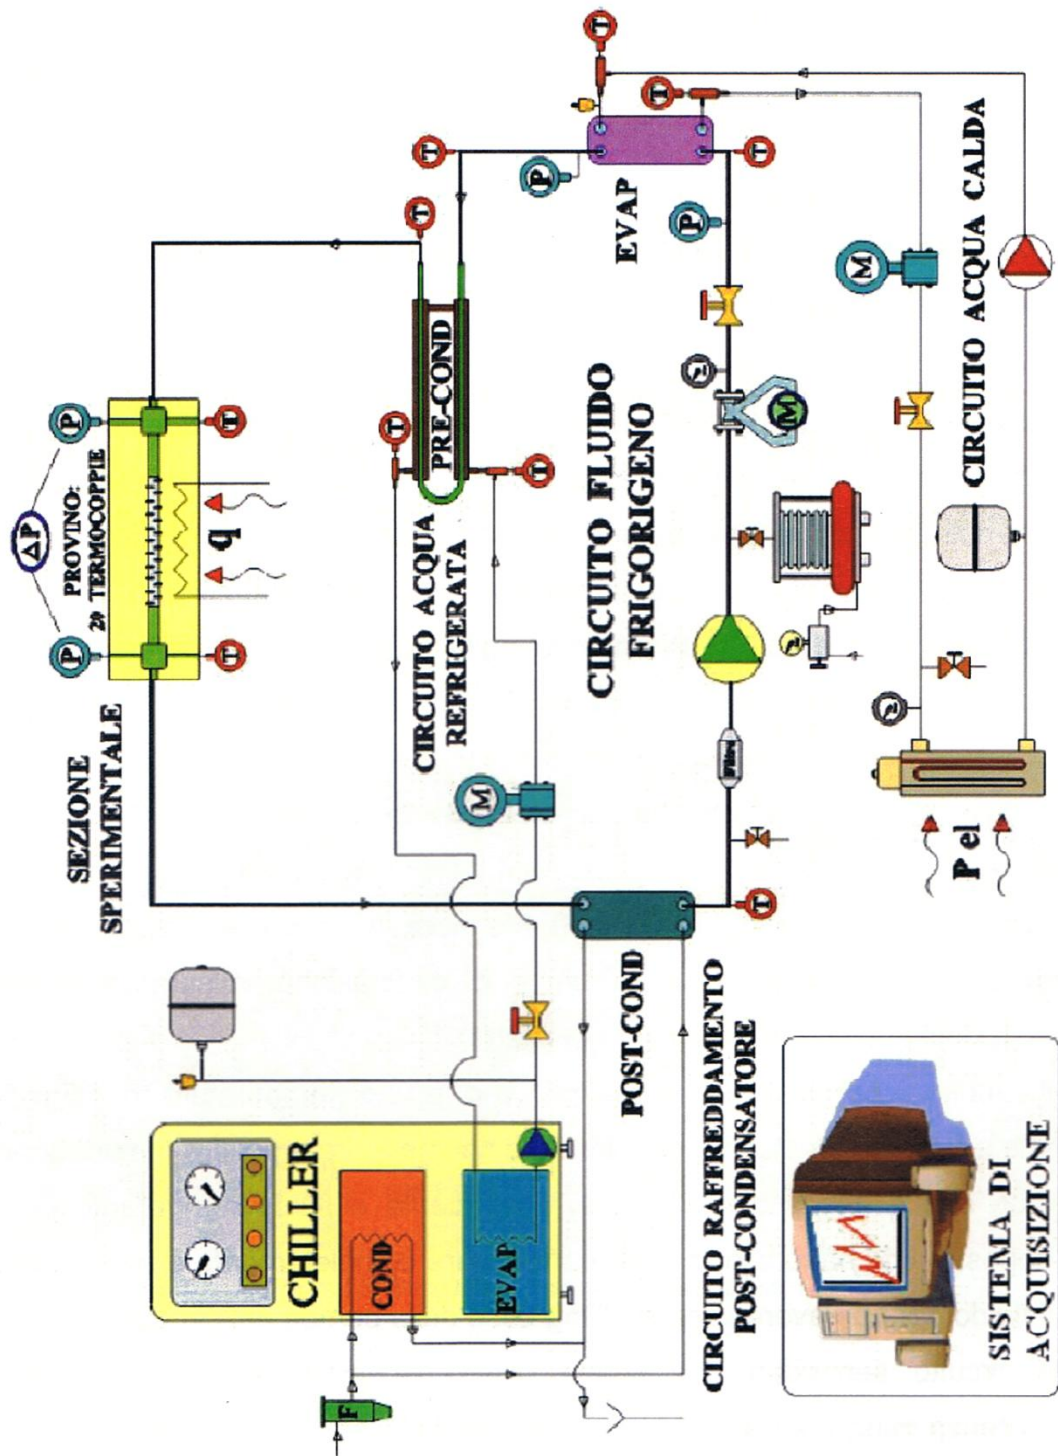 ΔP
P
P
PROVINO:
TERMOCOPPIE
q
T
T
SEZIONE
SPERIMENTALE
CHILLER
COND
EVAP
F
CIRCUITO ACQUA
REFRIGERATA
M
PRE-COND
T
T
T
T
P
T
T
EVAP
P
T
POST-COND
T
CIRCUITO RAFFREDDAMENTO
POST-CONDENSATORE
CIRCUITO FLUIDO
FRIGORIGENO
Filtro
M
M
CIRCUITO ACQUA CALDA
P el
SISTEMA DI
ACQUISIZIONE